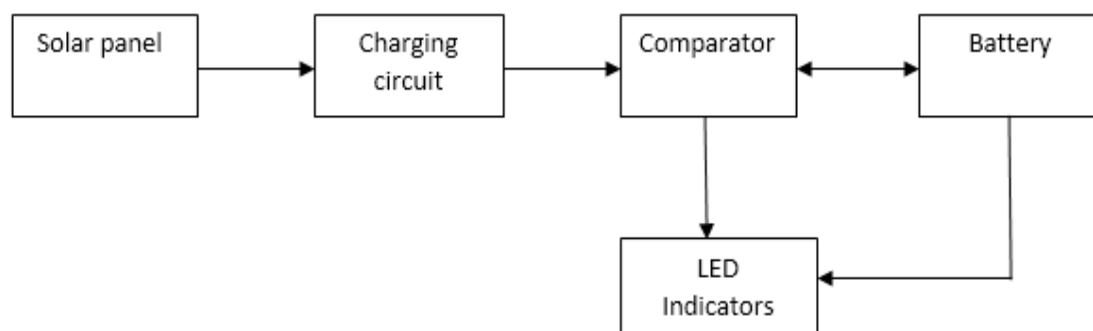 Solar panel
Charging
circuit
Comparator
Battery
LED
Indicators